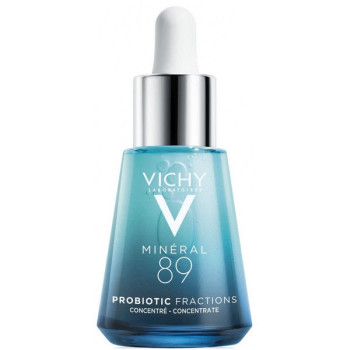 VICHY
LABORATOIRES
V
MINÉRAL
89
PROBIOTIC FRACTIONS
CONCENTRÉ - CONCENTRATE